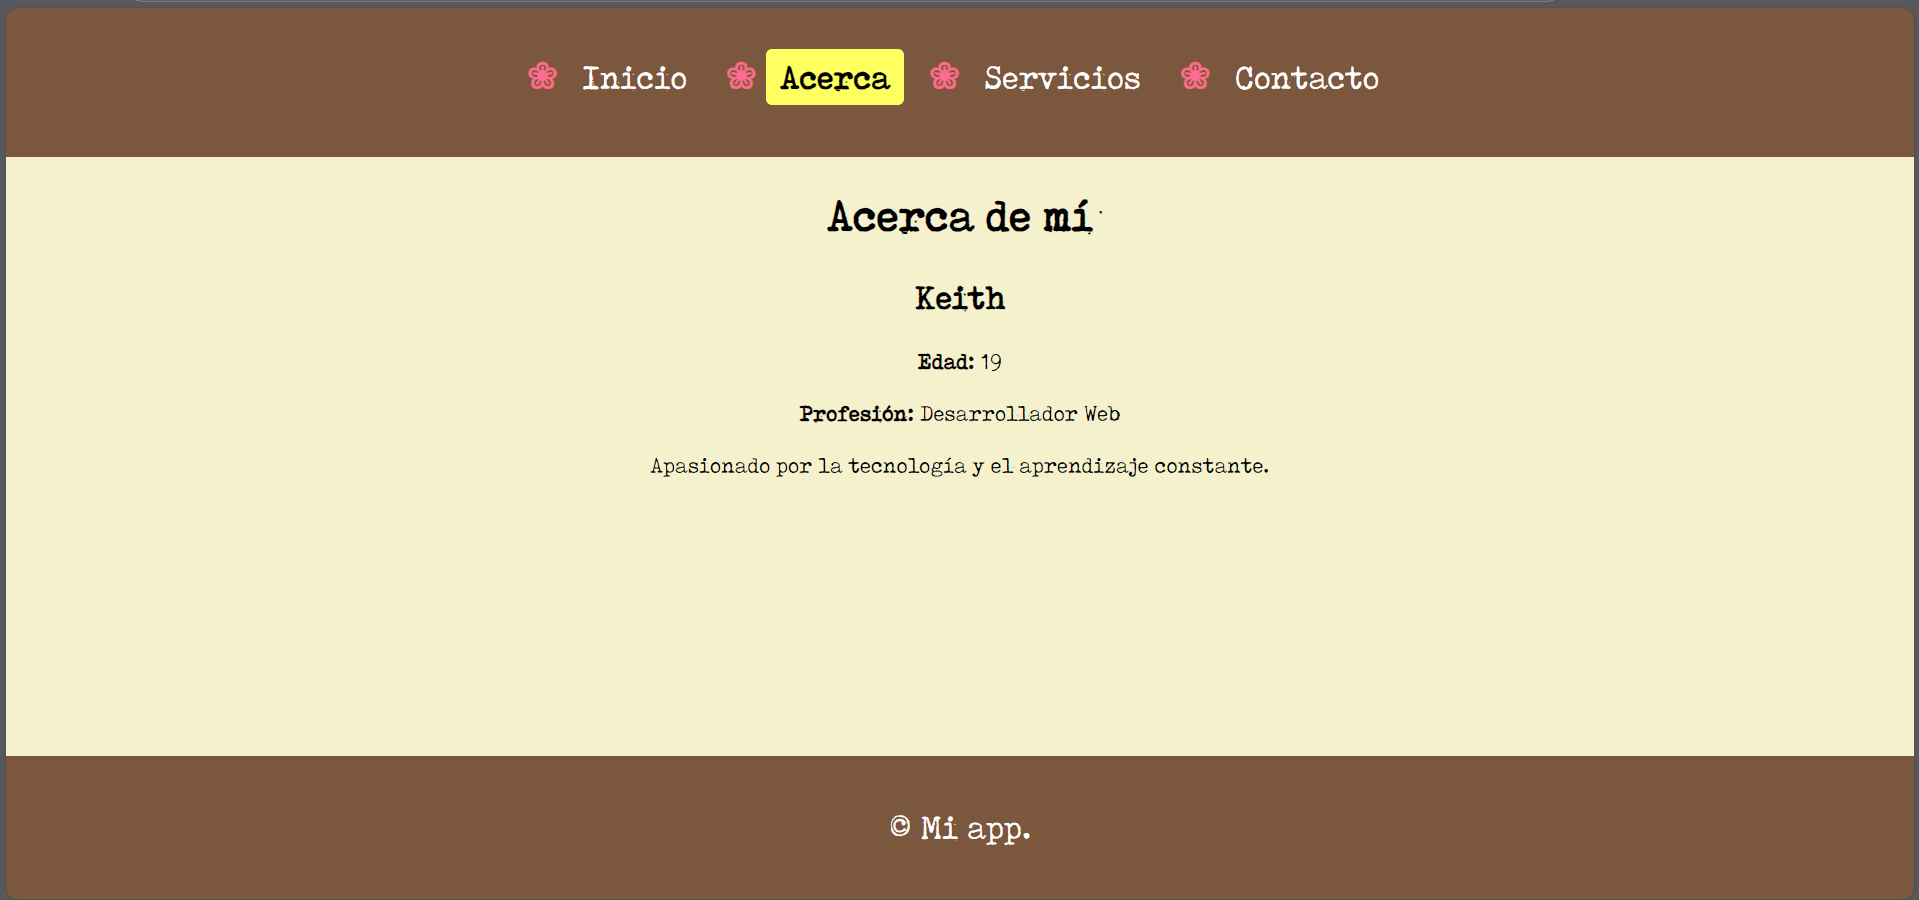 Inicio Acerca Servicios Contacto
Acerca de mí
Keith
Edad: 19
Profesión: Desarrollador Web
Apasionado por la tecnología y el aprendizaje constante.
© Mi app.